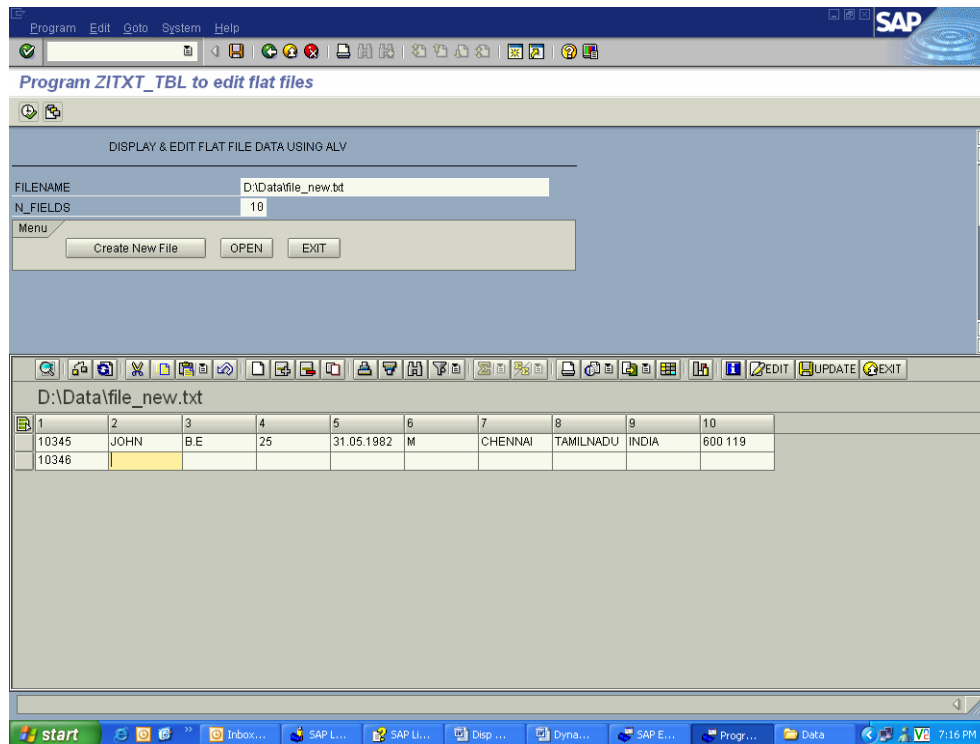 Program Edit Goto System Help
SAP
Program ZITXT_TBL to edit flat files
DISPLAY & EDIT FLAT FILE DATA USING ALV
FILENAME D:\Data\file_new.txt
N_FIELDS 10
Menu
Create New File OPEN EXIT
EDIT UPDATE EXIT
D:\Data\file_new.txt
1 2 3 4 5 6 7 8 9 10
10345 JOHN B.E 25 31.05.1982 M CHENNAI TAMILNADU INDIA 600 119
10346
start Inbox... SAP L... SAP Li... Disp ... Dyna... SAP E... Progr... Data 7:16 PM